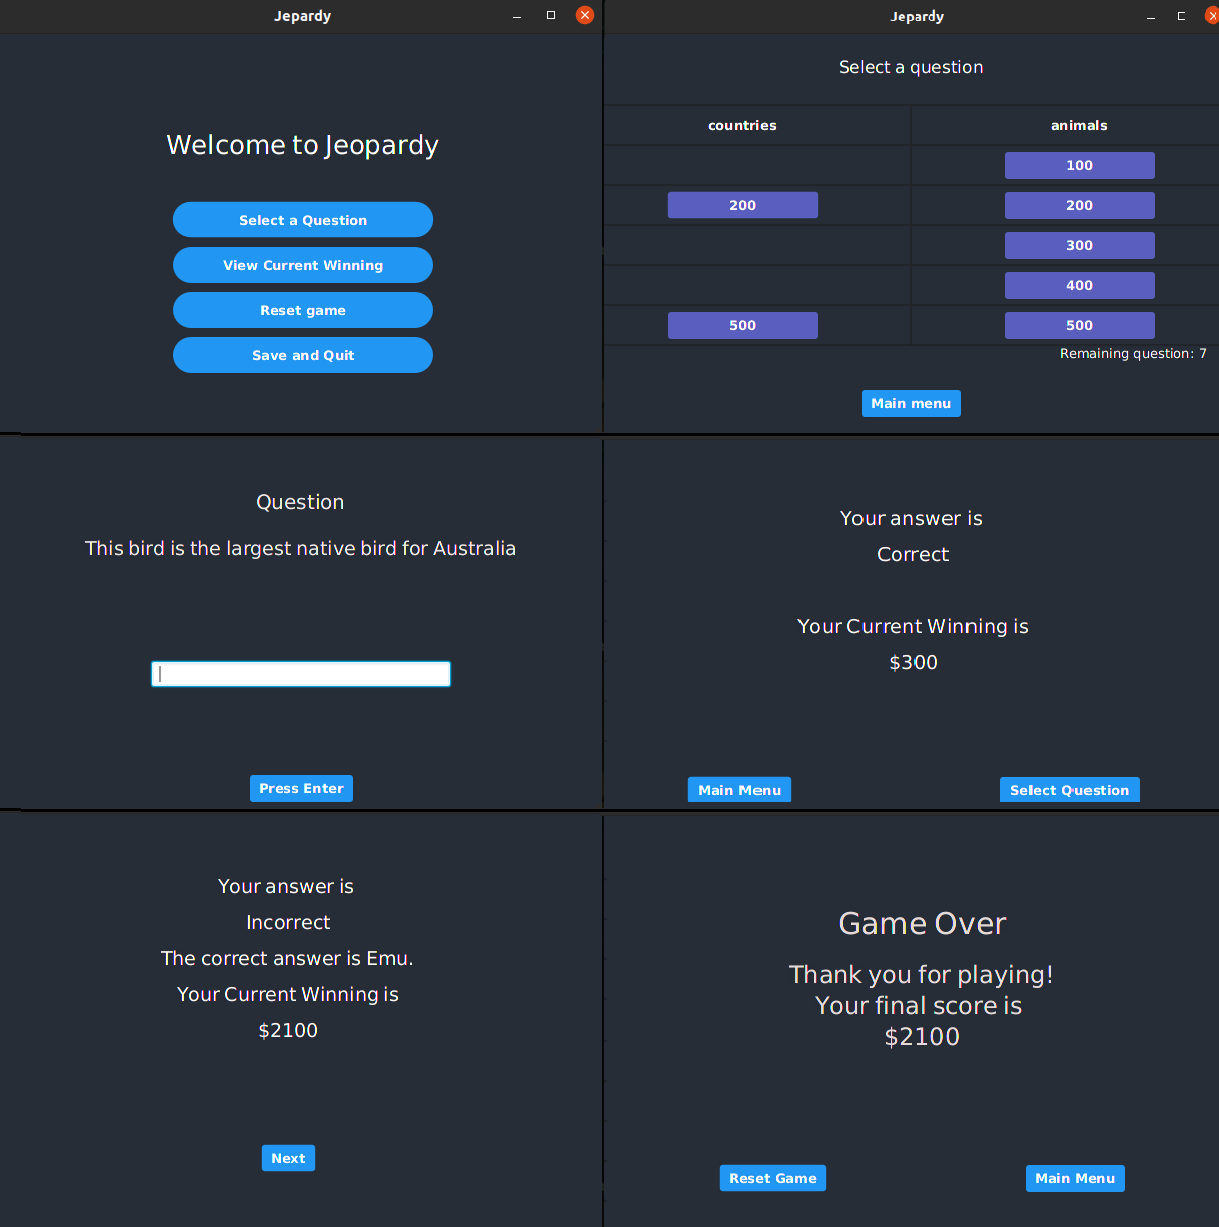 Jepardy
Welcome to Jeopardy
Select a Question
View Current Winning
Reset game
Save and Quit
Jepardy
Select a question
countries animals
100
200 200
300
400
500 500
Remaining question: 7
Main menu
Question
This bird is the largest native bird for Australia
Press Enter
Your answer is
Correct
Your Current Winning is
$300
Main Menu Select Question
Your answer is
Incorrect
The correct answer is Emu.
Your Current Winning is
$2100
Next
Game Over
Thank you for playing!
Your final score is
$2100
Reset Game Main Menu